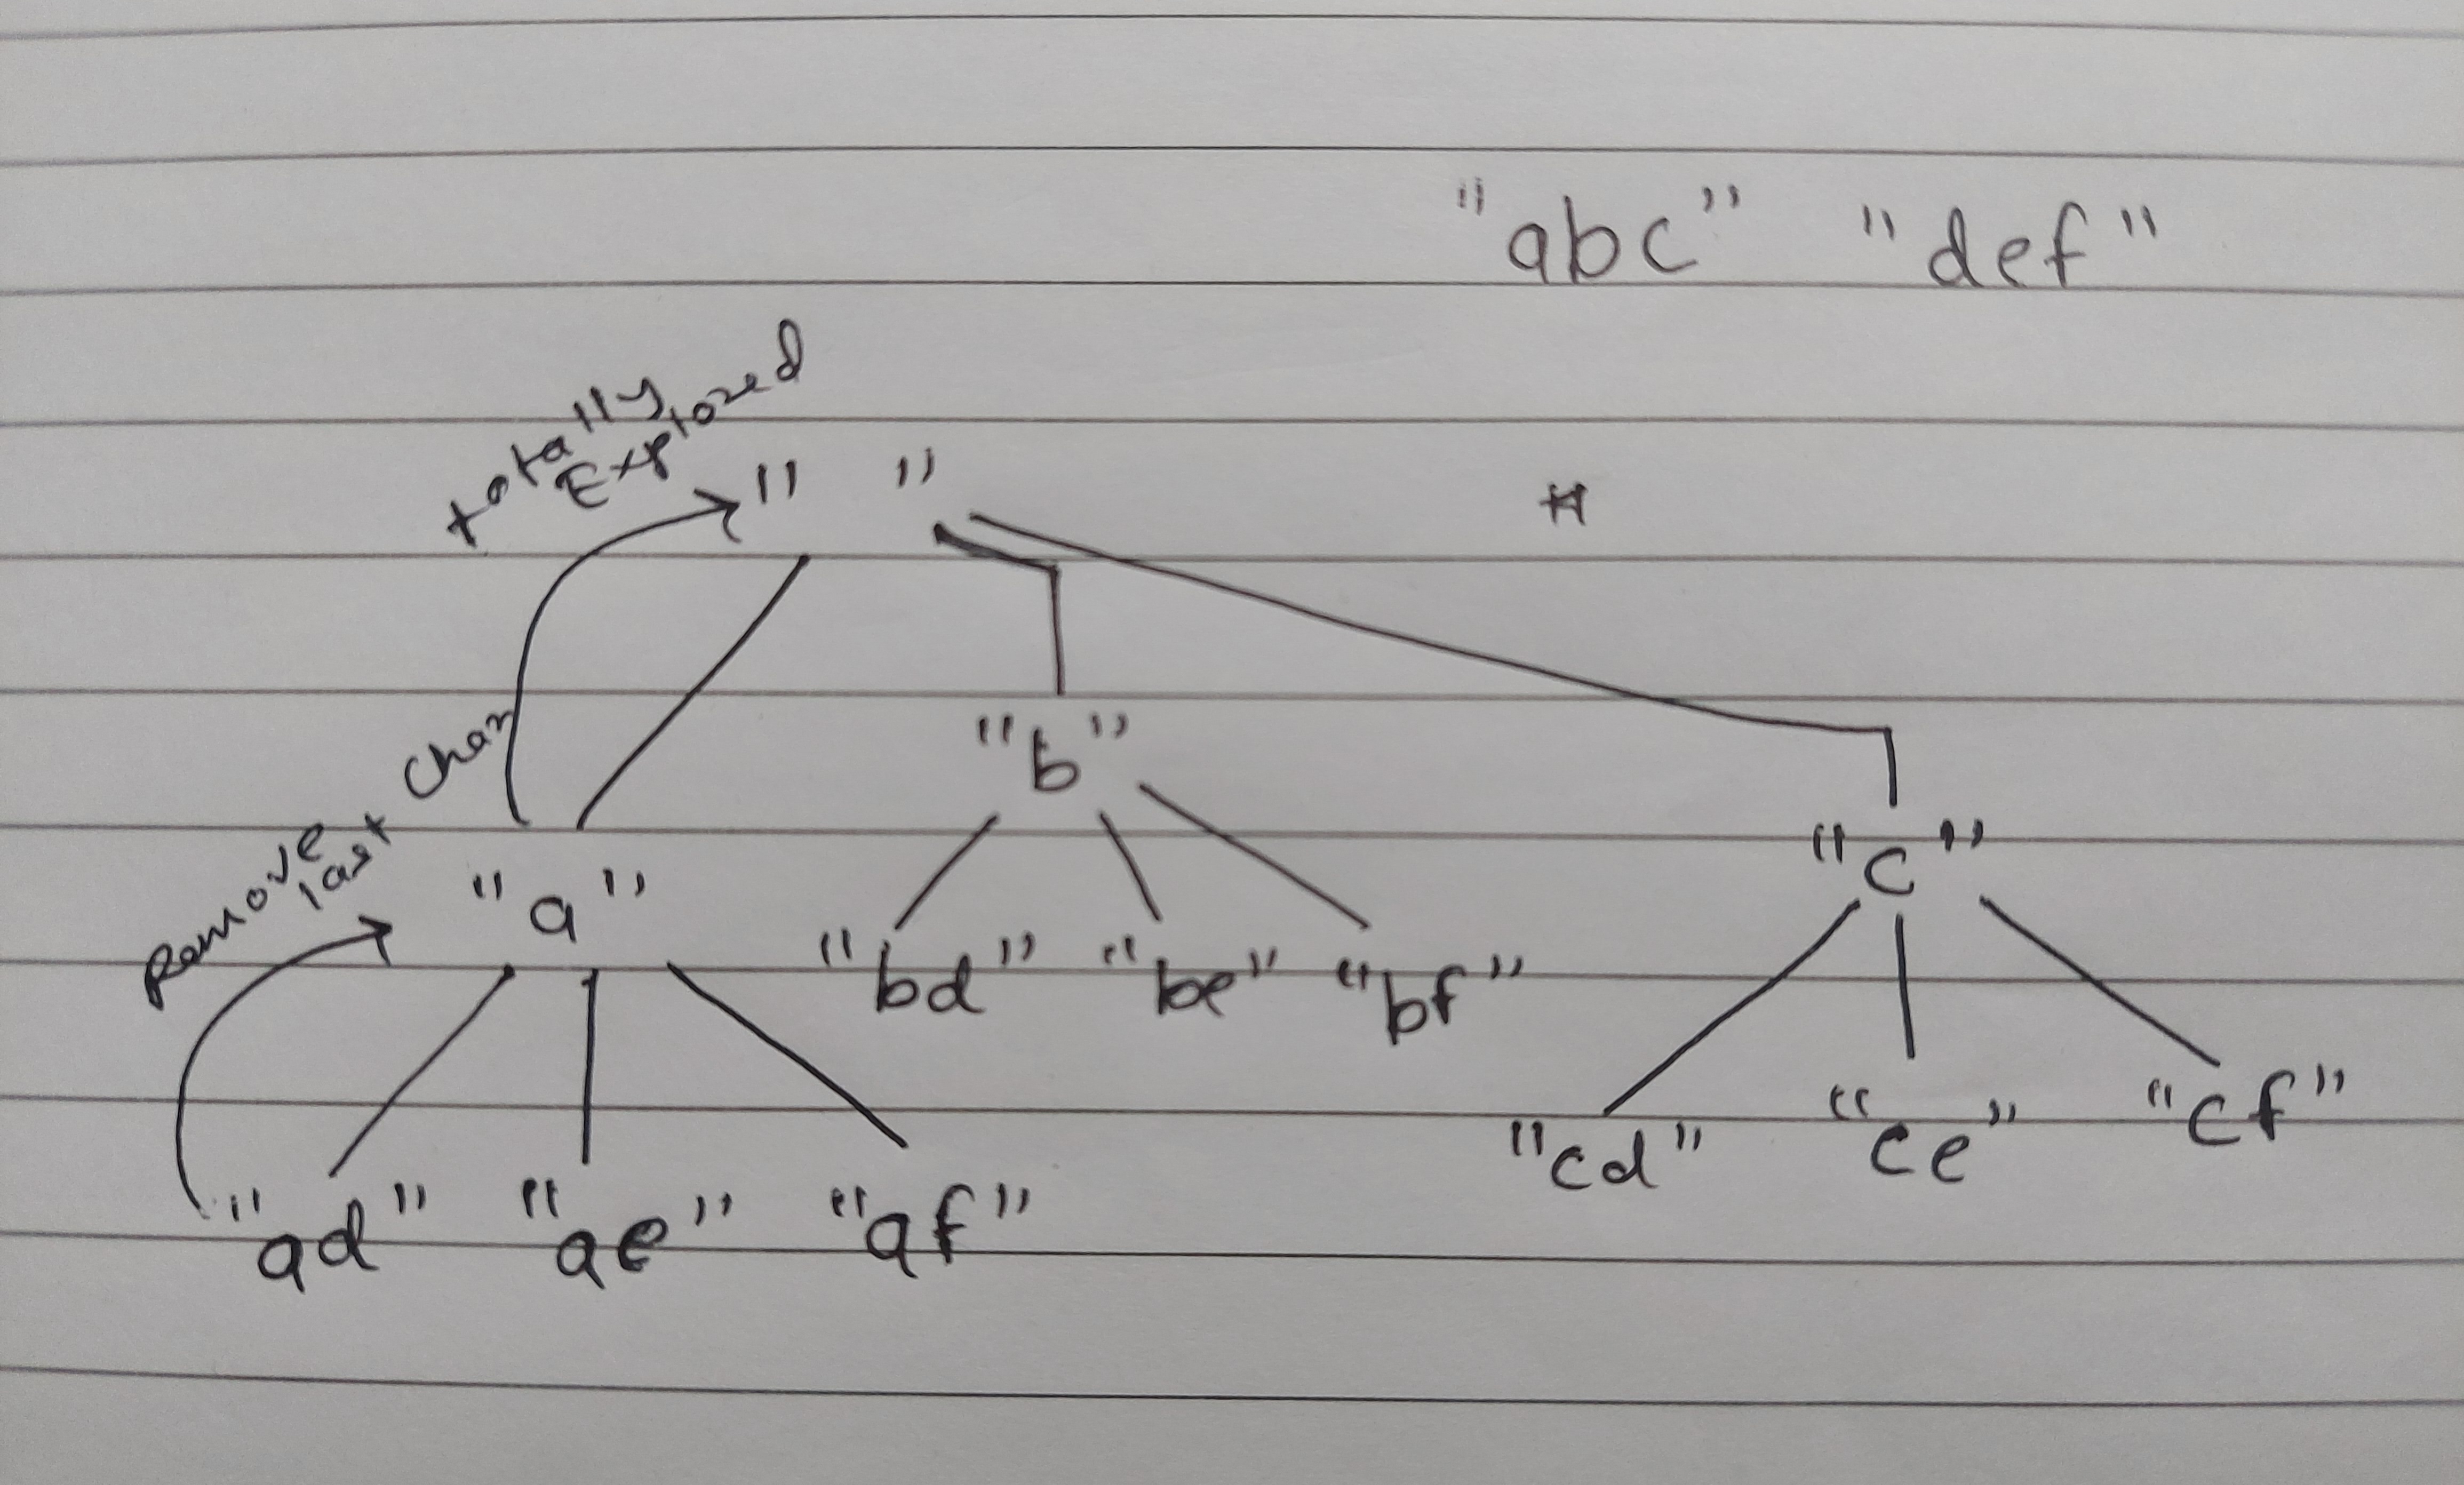 "abc" "def"
totally
Explored
" "
#
Remove
last char
"b"
"c"
"a"
"bd" "be" "bf"
"cd" "ce" "cf"
"ad" "ae" "af"